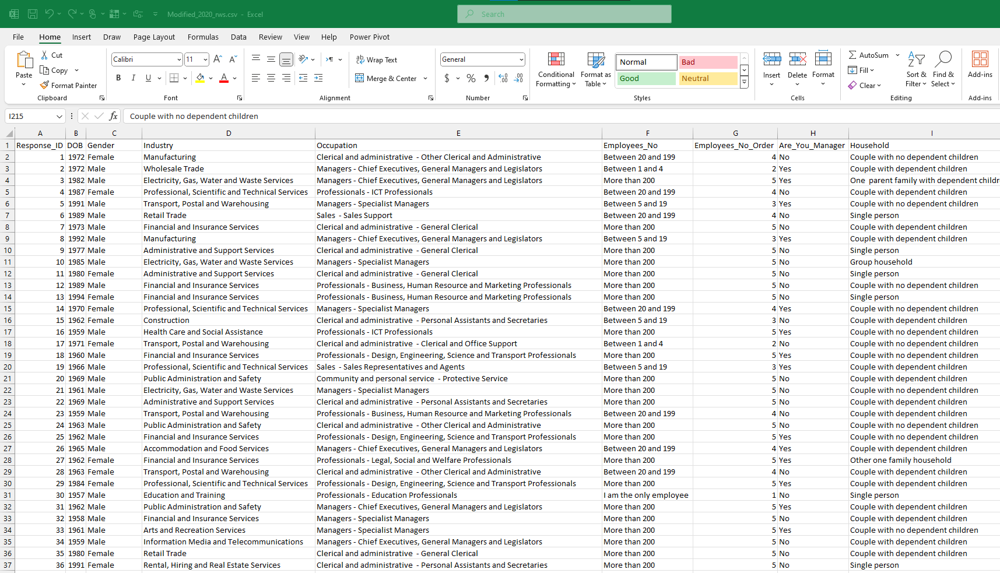 Modified_2020_rws.csv - Excel
Search
File Home Insert Draw Page Layout Formulas Data Review View Help Power Pivot
Paste
Cut
Copy
Format Painter
Clipboard
Calibri 11
B I U
Font
Wrap Text
Merge & Center
Alignment
General
$ % 9
Number
Conditional Formatting
Format as Table
Normal Bad
Good Neutral
Styles
Insert Delete Format
Cells
AutoSum
Fill
Clear
Sort & Filter
Find & Select
Editing
Add-ins
Add-ins
I215 fx Couple with no dependent children
A B C D E F G H I
1 Response_ID DOB Gender Industry Occupation Employees_No Employees_No_Order Are_You_Manager Household
2 1 1972 Female Manufacturing Clerical and administrative - Other Clerical and Administrative Between 20 and 199 4 No Couple with no dependent children
3 2 1972 Male Wholesale Trade Managers - Chief Executives, General Managers and Legislators Between 1 and 4 2 Yes Couple with dependent children
4 3 1982 Male Electricity, Gas, Water and Waste Services Managers - Chief Executives, General Managers and Legislators More than 200 5 Yes One parent family with dependent childr
5 4 1987 Female Professional, Scientific and Technical Services Professionals - ICT Professionals Between 20 and 199 4 No Couple with dependent children
6 5 1991 Male Transport, Postal and Warehousing Managers - Specialist Managers Between 5 and 19 3 Yes Couple with no dependent children
7 6 1989 Male Retail Trade Sales - Sales Support Between 20 and 199 4 No Single person
8 7 1973 Male Financial and Insurance Services Clerical and administrative - General Clerical More than 200 5 No Couple with dependent children
9 8 1992 Male Manufacturing Managers - Chief Executives, General Managers and Legislators Between 5 and 19 3 Yes Couple with dependent children
10 9 1977 Male Administrative and Support Services Clerical and administrative - General Clerical More than 200 5 No Single person
11 10 1985 Male Electricity, Gas, Water and Waste Services Managers - Specialist Managers More than 200 5 No Group household
12 11 1980 Female Administrative and Support Services Clerical and administrative - General Clerical More than 200 5 No Single person
13 12 1989 Male Financial and Insurance Services Professionals - Business, Human Resource and Marketing Professionals More than 200 5 No Couple with no dependent children
14 13 1994 Female Financial and Insurance Services Professionals - Business, Human Resource and Marketing Professionals More than 200 5 No Single person
15 14 1970 Female Professional, Scientific and Technical Services Managers - Specialist Managers Between 20 and 199 4 Yes Couple with no dependent children
16 15 1962 Female Construction Clerical and administrative - Personal Assistants and Secretaries Between 5 and 19 3 No Couple with dependent children
17 16 1959 Male Health Care and Social Assistance Professionals - ICT Professionals More than 200 5 Yes Couple with no dependent children
18 17 1971 Female Transport, Postal and Warehousing Clerical and administrative - Clerical and Office Support Between 1 and 4 2 No Couple with no dependent children
19 18 1960 Male Financial and Insurance Services Professionals - Design, Engineering, Science and Transport Professionals More than 200 5 Yes Couple with no dependent children
20 19 1966 Male Professional, Scientific and Technical Services Sales - Sales Representatives and Agents Between 5 and 19 3 Yes Couple with dependent children
21 20 1969 Male Public Administration and Safety Community and personal service - Protective Service More than 200 5 No Couple with dependent children
22 21 1961 Male Electricity, Gas, Water and Waste Services Managers - Specialist Managers More than 200 5 No Couple with no dependent children
23 22 1969 Male Administrative and Support Services Clerical and administrative - Personal Assistants and Secretaries More than 200 5 No Couple with dependent children
24 23 1959 Male Transport, Postal and Warehousing Professionals - Business, Human Resource and Marketing Professionals Between 20 and 199 4 No Couple with dependent children
25 24 1963 Male Public Administration and Safety Clerical and administrative - Other Clerical and Administrative More than 200 5 No Couple with no dependent children
26 25 1962 Male Financial and Insurance Services Professionals - Design, Engineering, Science and Transport Professionals More than 200 5 Yes Couple with no dependent children
27 26 1965 Male Accommodation and Food Services Managers - Chief Executives, General Managers and Legislators Between 20 and 199 4 Yes Couple with dependent children
28 27 1962 Female Financial and Insurance Services Professionals - Legal, Social and Welfare Professionals More than 200 5 Yes Other one family household
29 28 1963 Female Transport, Postal and Warehousing Clerical and administrative - Other Clerical and Administrative Between 20 and 199 4 No Couple with dependent children
30 29 1984 Female Professional, Scientific and Technical Services Professionals - Design, Engineering, Science and Transport Professionals More than 200 5 Yes Couple with dependent children
31 30 1957 Male Education and Training Professionals - Education Professionals I am the only employee 1 No Single person
32 31 1962 Male Public Administration and Safety Managers - Chief Executives, General Managers and Legislators More than 200 5 Yes Couple with dependent children
33 32 1958 Male Financial and Insurance Services Managers - Specialist Managers More than 200 5 No Couple with dependent children
34 33 1961 Male Arts and Recreation Services Managers - Specialist Managers More than 200 5 Yes Couple with no dependent children
35 34 1959 Male Information Media and Telecommunications Managers - Chief Executives, General Managers and Legislators More than 200 5 No Couple with dependent children
36 35 1980 Female Retail Trade Clerical and administrative - General Clerical More than 200 5 No Couple with dependent children
37 36 1991 Female Rental, Hiring and Real Estate Services Clerical and administrative - Personal Assistants and Secretaries More than 200 5 No Single person